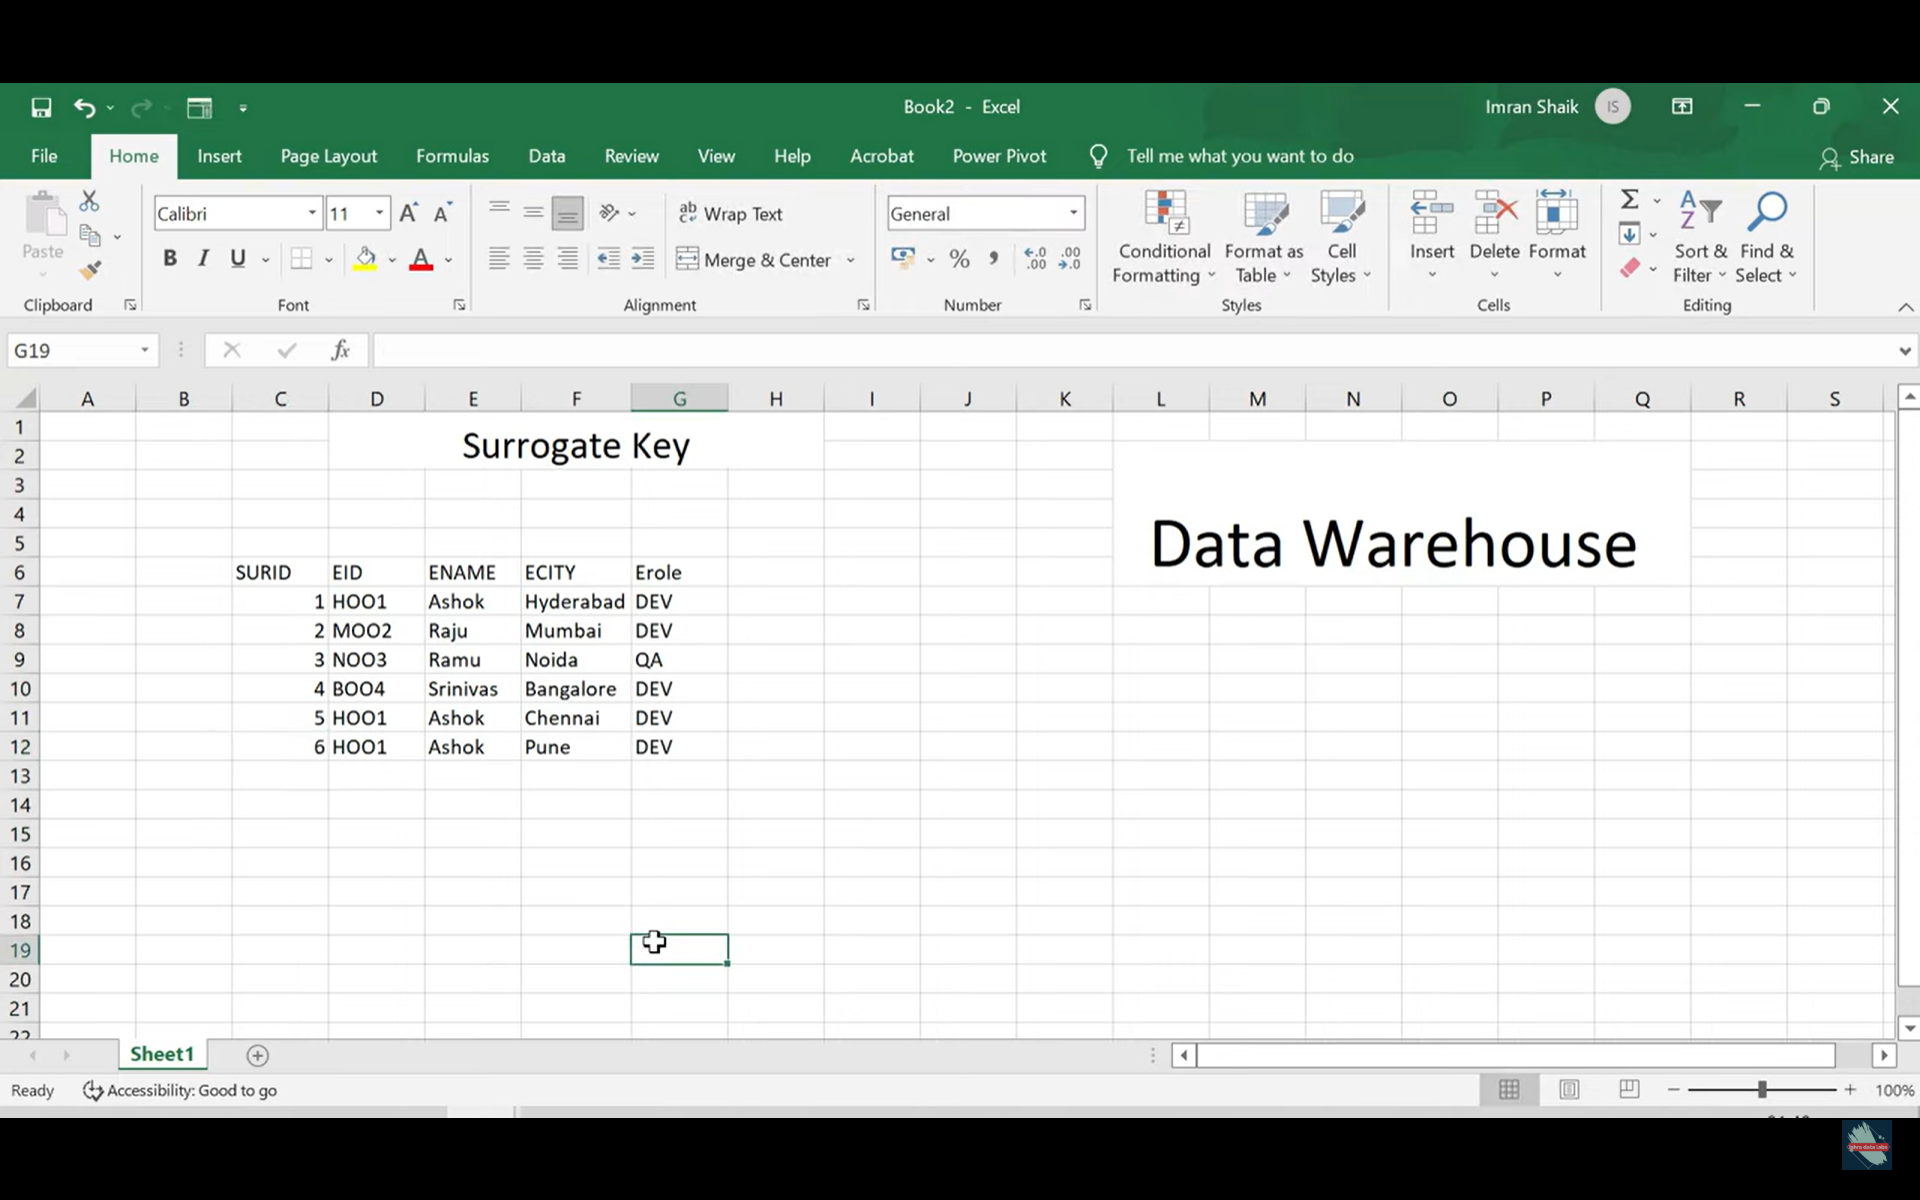 Book2 - Excel
Imran Shaik IS
File Home Insert Page Layout Formulas Data Review View Help Acrobat Power Pivot Tell me what you want to do Share
Paste
Calibri 11
B I U
Wrap Text
Merge & Center
General
%
Conditional Formatting
Format as Table
Cell Styles
Insert Delete Format
Sort & Filter
Find & Select
Clipboard Font Alignment Number Styles Cells Editing
G19 fx
A B C D E F G H I J K L M N O P Q R S
1
Surrogate Key
2
3
4
5
Data Warehouse
6 SURID EID ENAME ECITY Erole
7 1 HOO1 Ashok Hyderabad DEV
8 2 MOO2 Raju Mumbai DEV
9 3 NOO3 Ramu Noida QA
10 4 BOO4 Srinivas Bangalore DEV
11 5 HOO1 Ashok Chennai DEV
12 6 HOO1 Ashok Pune DEV
13
14
15
16
17
18
19
20
21
22
Sheet1
Ready Accessibility: Good to go 100%